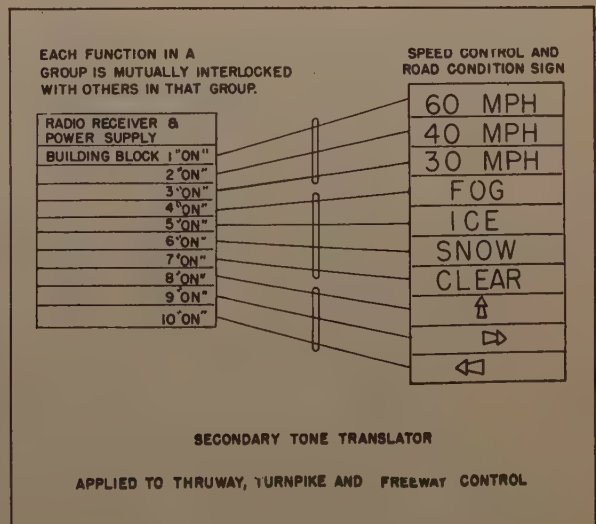 EACH FUNCTION IN A
GROUP IS MUTUALLY INTERLOCKED
WITH OTHERS IN THAT GROUP.
RADIO RECEIVER &
POWER SUPPLY
BUILDING BLOCK 1 "ON"
2 "ON"
3 "ON"
4 "ON"
5 "ON"
6 "ON"
7 "ON"
8 "ON"
9 "ON"
10 "ON"
SPEED CONTROL AND
ROAD CONDITION SIGN
60 MPH
40 MPH
30 MPH
FOG
ICE
SNOW
CLEAR
⇧
⇨
⇦
SECONDARY TONE TRANSLATOR
APPLIED TO THRUWAY, TURNPIKE AND FREEWAY CONTROL